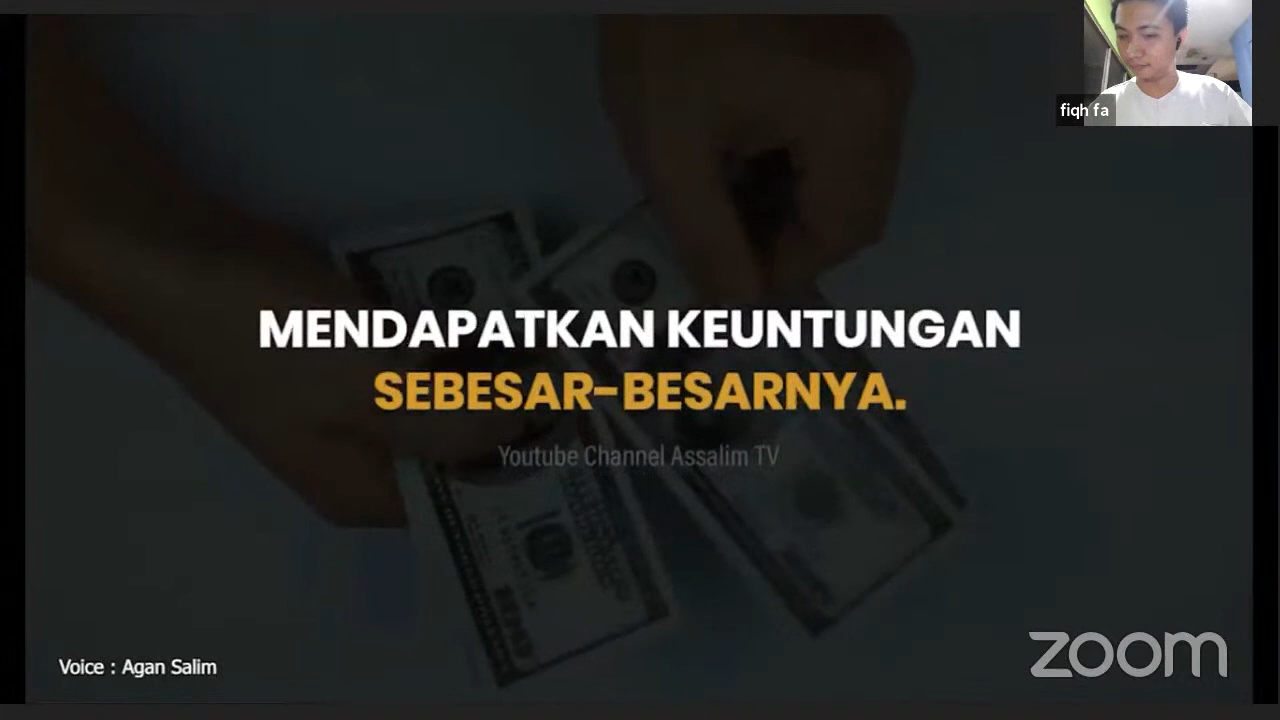 fiqh fa
MENDAPATKAN KEUNTUNGAN
SEBESAR-BESARNYA.
Youtube Channel Assalim TV
Voice : Agan Salim
zoom